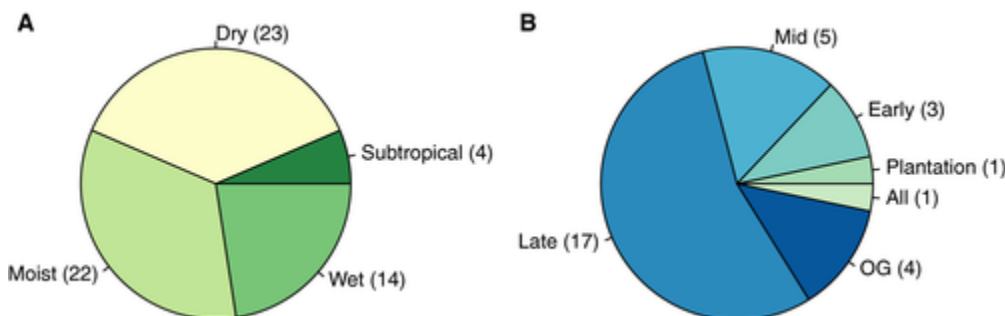 A
Dry (23)
Subtropical (4)
Moist (22)
Wet (14)
B
Mid (5)
Early (3)
Plantation (1)
All (1)
Late (17)
OG (4)